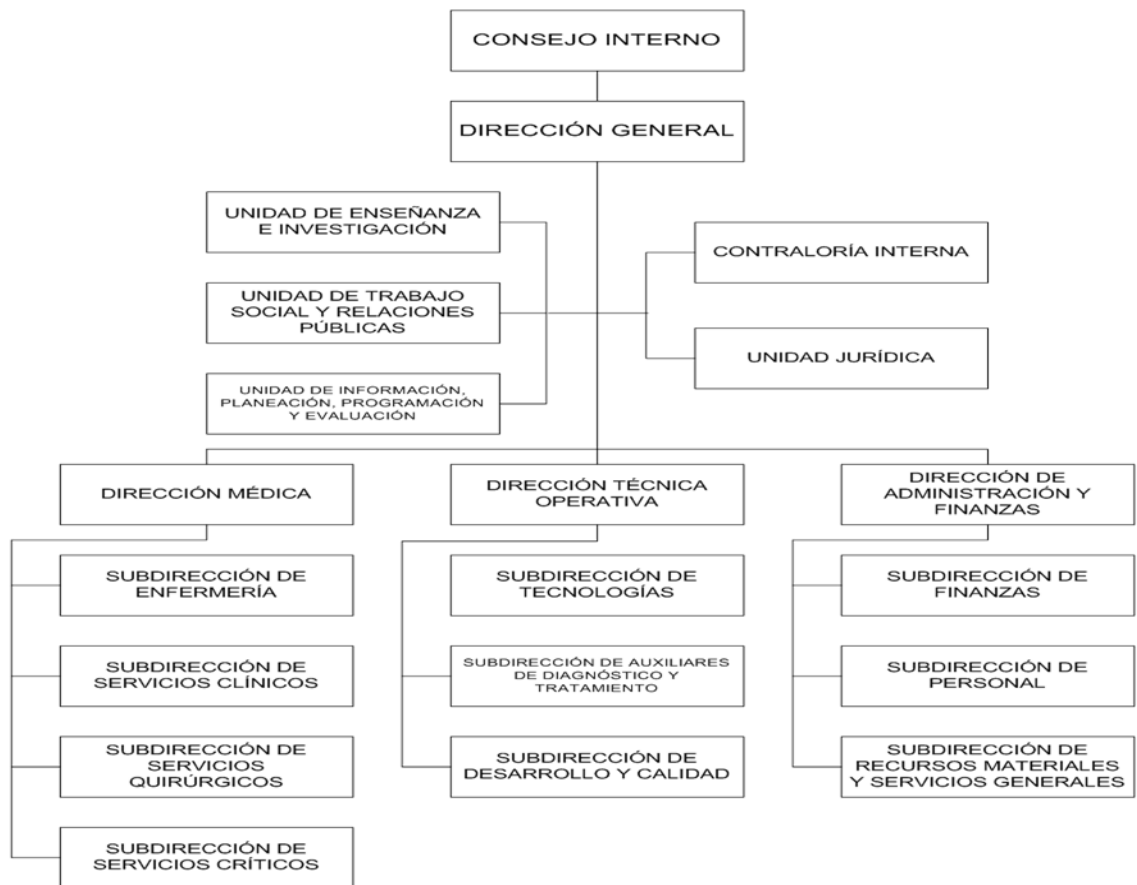 CONSEJO INTERNO
DIRECCIÓN GENERAL
UNIDAD DE ENSEÑANZA
E INVESTIGACIÓN
UNIDAD DE TRABAJO
SOCIAL Y RELACIONES
PÚBLICAS
UNIDAD DE INFORMACIÓN,
PLANEACIÓN, PROGRAMACIÓN
Y EVALUACIÓN
CONTRALORÍA INTERNA
UNIDAD JURÍDICA
DIRECCIÓN MÉDICA
SUBDIRECCIÓN DE
ENFERMERÍA
SUBDIRECCIÓN DE
SERVICIOS CLÍNICOS
SUBDIRECCIÓN DE
SERVICIOS
QUIRÚRGICOS
SUBDIRECCIÓN DE
SERVICIOS CRÍTICOS
DIRECCIÓN TÉCNICA
OPERATIVA
SUBDIRECCIÓN DE
TECNOLOGÍAS
SUBDIRECCIÓN DE AUXILIARES
DE DIAGNÓSTICO Y
TRATAMIENTO
SUBDIRECCIÓN DE
DESARROLLO Y CALIDAD
DIRECCIÓN DE
ADMINISTRACIÓN Y
FINANZAS
SUBDIRECCIÓN DE
FINANZAS
SUBDIRECCIÓN DE
PERSONAL
SUBDIRECCIÓN DE
RECURSOS MATERIALES
Y SERVICIOS GENERALES